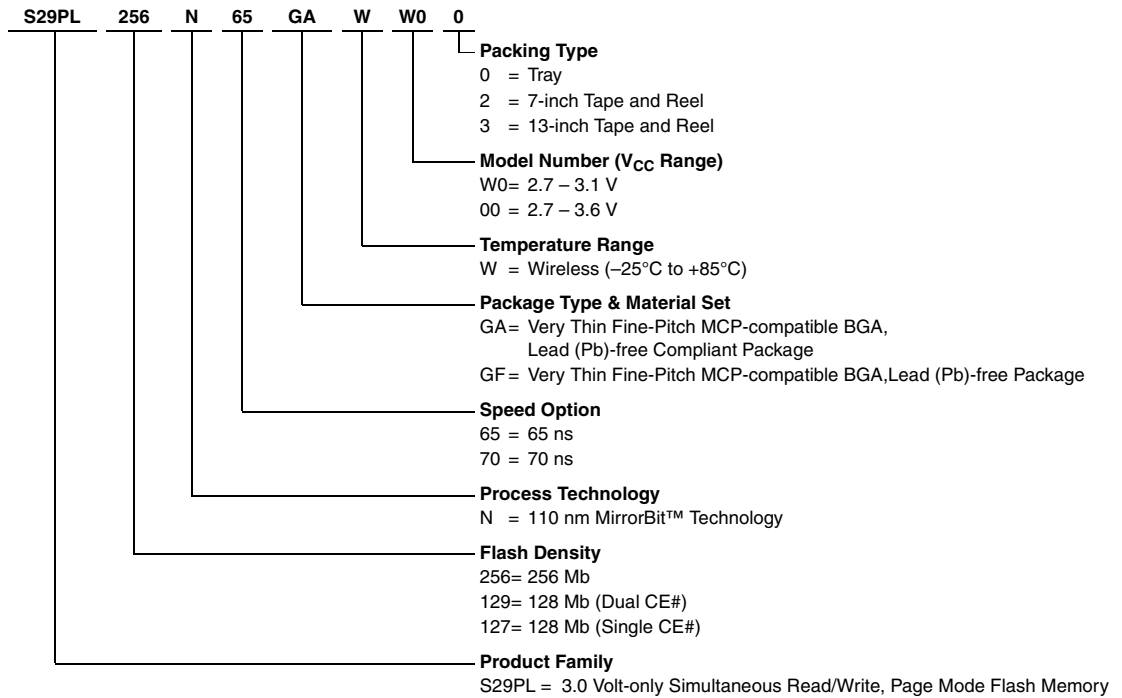 S29PL 256 N 65 GA W W0 0
Packing Type
0 = Tray
2 = 7-inch Tape and Reel
3 = 13-inch Tape and Reel
Model Number (VCC Range)
W0= 2.7 – 3.1 V
00 = 2.7 – 3.6 V
Temperature Range
W = Wireless (–25°C to +85°C)
Package Type & Material Set
GA= Very Thin Fine-Pitch MCP-compatible BGA,
Lead (Pb)-free Compliant Package
GF= Very Thin Fine-Pitch MCP-compatible BGA,Lead (Pb)-free Package
Speed Option
65 = 65 ns
70 = 70 ns
Process Technology
N = 110 nm MirrorBit™ Technology
Flash Density
256= 256 Mb
129= 128 Mb (Dual CE#)
127= 128 Mb (Single CE#)
Product Family
S29PL = 3.0 Volt-only Simultaneous Read/Write, Page Mode Flash Memory